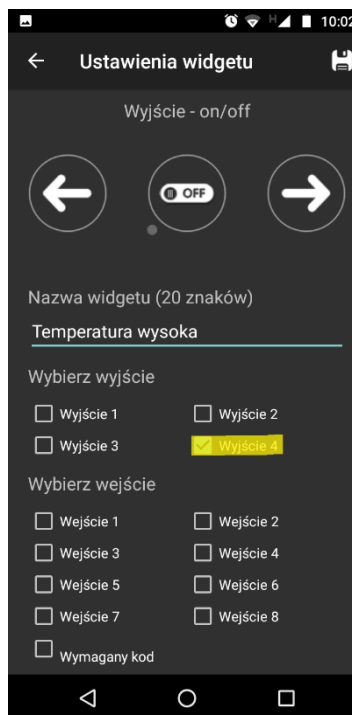 H 10:02
Ustawienia widgetu
Wyjście - on/off
OFF
Nazwa widgetu (20 znaków)
Temperatura wysoka
Wybierz wyjście
Wyjście 1 Wyjście 2
Wyjście 3 Wyjście 4
Wybierz wejście
Wejście 1 Wejście 2
Wejście 3 Wejście 4
Wejście 5 Wejście 6
Wejście 7 Wejście 8
Wymagany kod